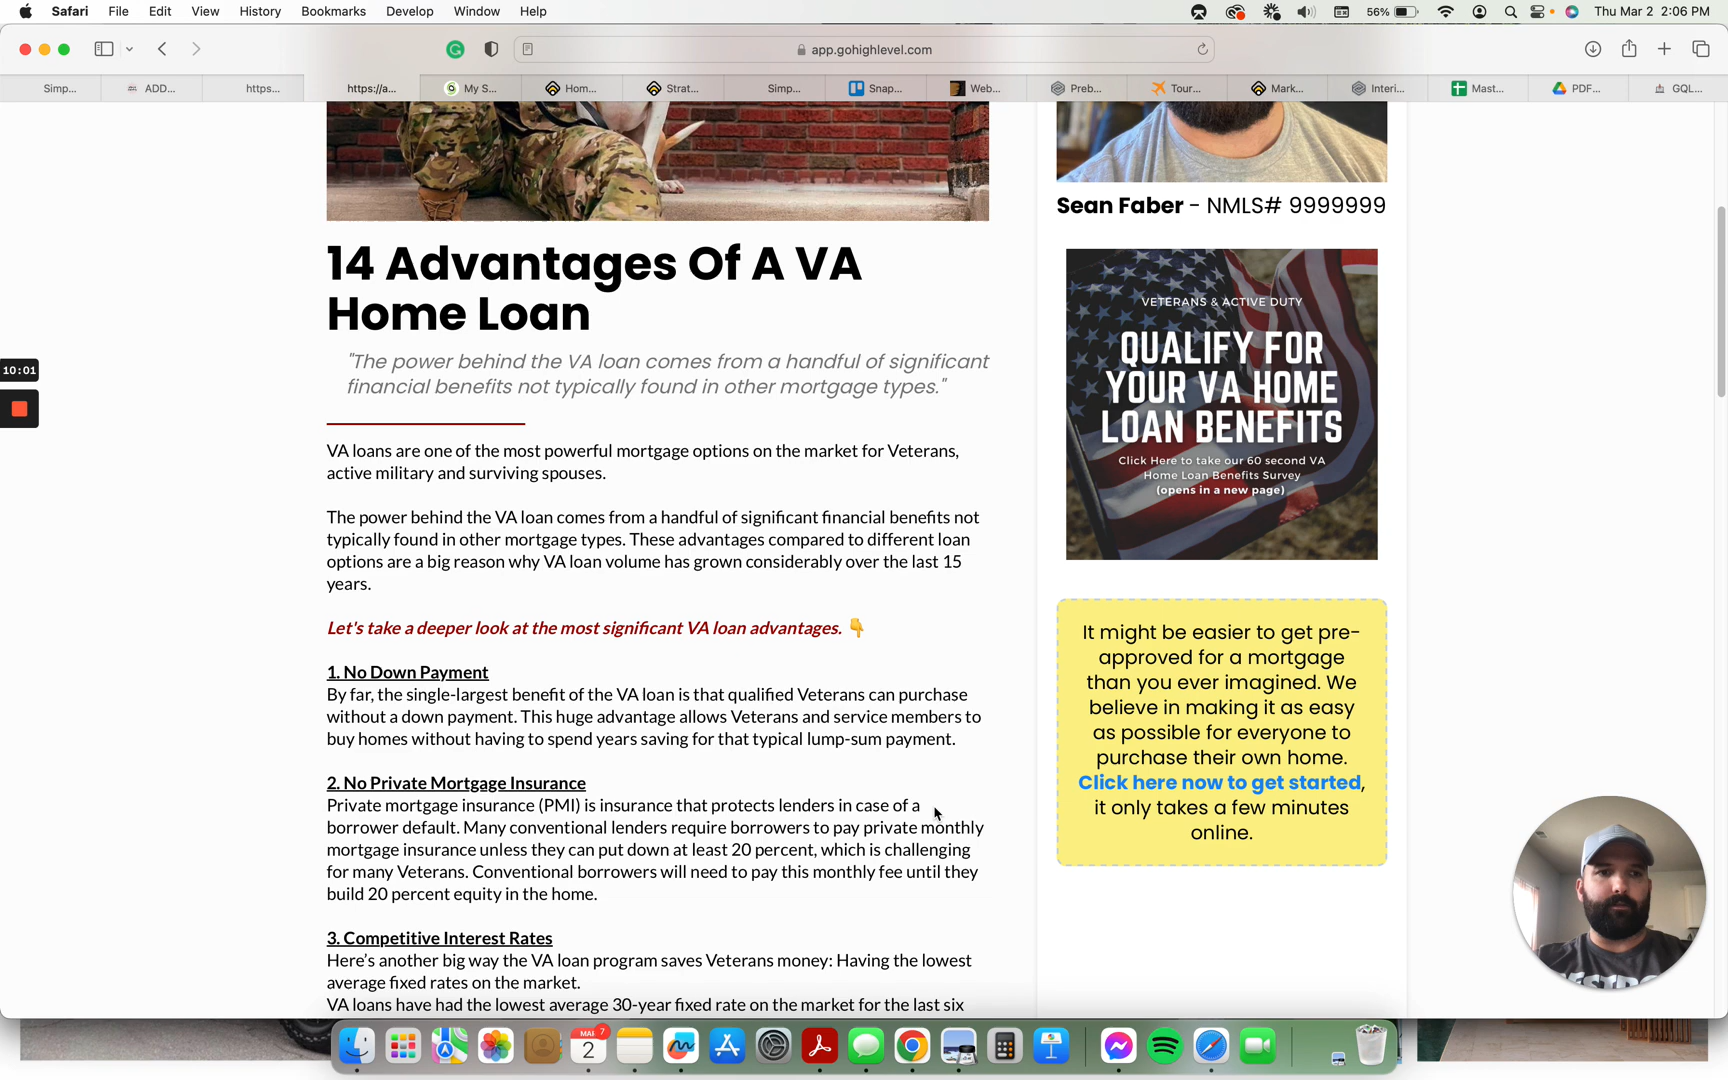 Safari File Edit View History Bookmarks Develop Window Help
56% Thu Mar 2 2:06 PM
app.gohighlevel.com
Simp... ADD... https... https://a... My S... Hom... Strat... Simp... Snap... Web... Preb... Tour... Mark... Interi... Mast... PDF... GQL...
10:01
14 Advantages Of A VA
Home Loan
"The power behind the VA loan comes from a handful of significant
financial benefits not typically found in other mortgage types."
VA loans are one of the most powerful mortgage options on the market for Veterans,
active military and surviving spouses.
The power behind the VA loan comes from a handful of significant financial benefits not
typically found in other mortgage types. These advantages compared to different loan
options are a big reason why VA loan volume has grown considerably over the last 15
years.
Let's take a deeper look at the most significant VA loan advantages. 👇
1. No Down Payment
By far, the single-largest benefit of the VA loan is that qualified Veterans can purchase
without a down payment. This huge advantage allows Veterans and service members to
buy homes without having to spend years saving for that typical lump-sum payment.
2. No Private Mortgage Insurance
Private mortgage insurance (PMI) is insurance that protects lenders in case of a
borrower default. Many conventional lenders require borrowers to pay private monthly
mortgage insurance unless they can put down at least 20 percent, which is challenging
for many Veterans. Conventional borrowers will need to pay this monthly fee until they
build 20 percent equity in the home.
3. Competitive Interest Rates
Here's another big way the VA loan program saves Veterans money: Having the lowest
average fixed rates on the market.
VA loans have had the lowest average 30-year fixed rate on the market for the last six
Sean Faber - NMLS# 9999999
VETERANS & ACTIVE DUTY
QUALIFY FOR
YOUR VA HOME
LOAN BENEFITS
Click Here to take our 60 second VA
Home Loan Benefits Survey
(opens in a new page)
It might be easier to get pre-
approved for a mortgage
than you ever imagined. We
believe in making it as easy
as possible for everyone to
purchase their own home.
Click here now to get started,
it only takes a few minutes
online.
MAR 7
2